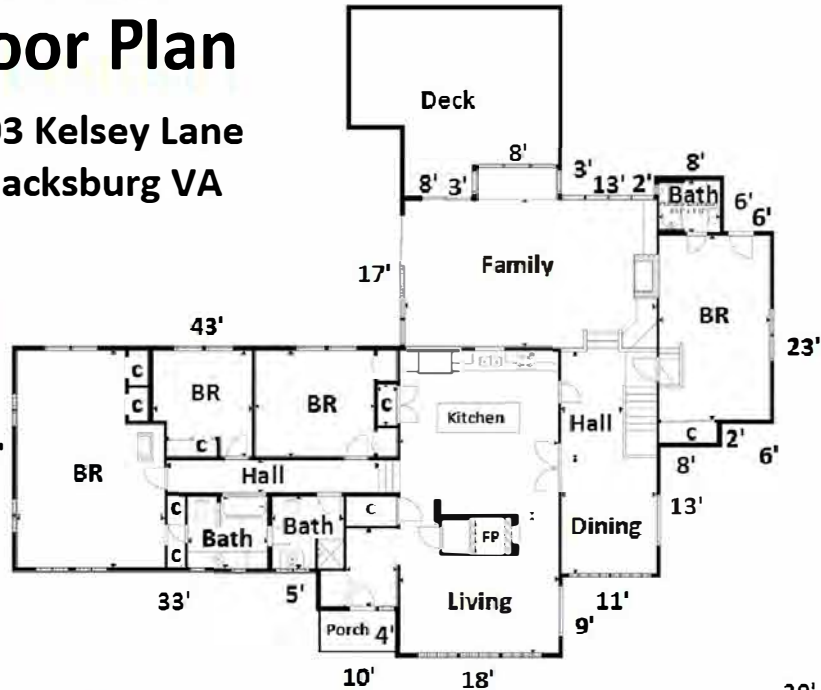 oor Plan
03 Kelsey Lane
acksburg VA
Deck
8'
8' 3'
3' 13' 2'
8'
Bath
6'
6'
17'
Family
BR
23'
43'
C
C
BR
C
BR
C
Kitchen
Hall
C
2'
8'
6'
BR
Hall
C
C
Bath
Bath
C
FP
Dining
13'
33'
5'
Living
11'
9'
Porch 4'
10'
18'